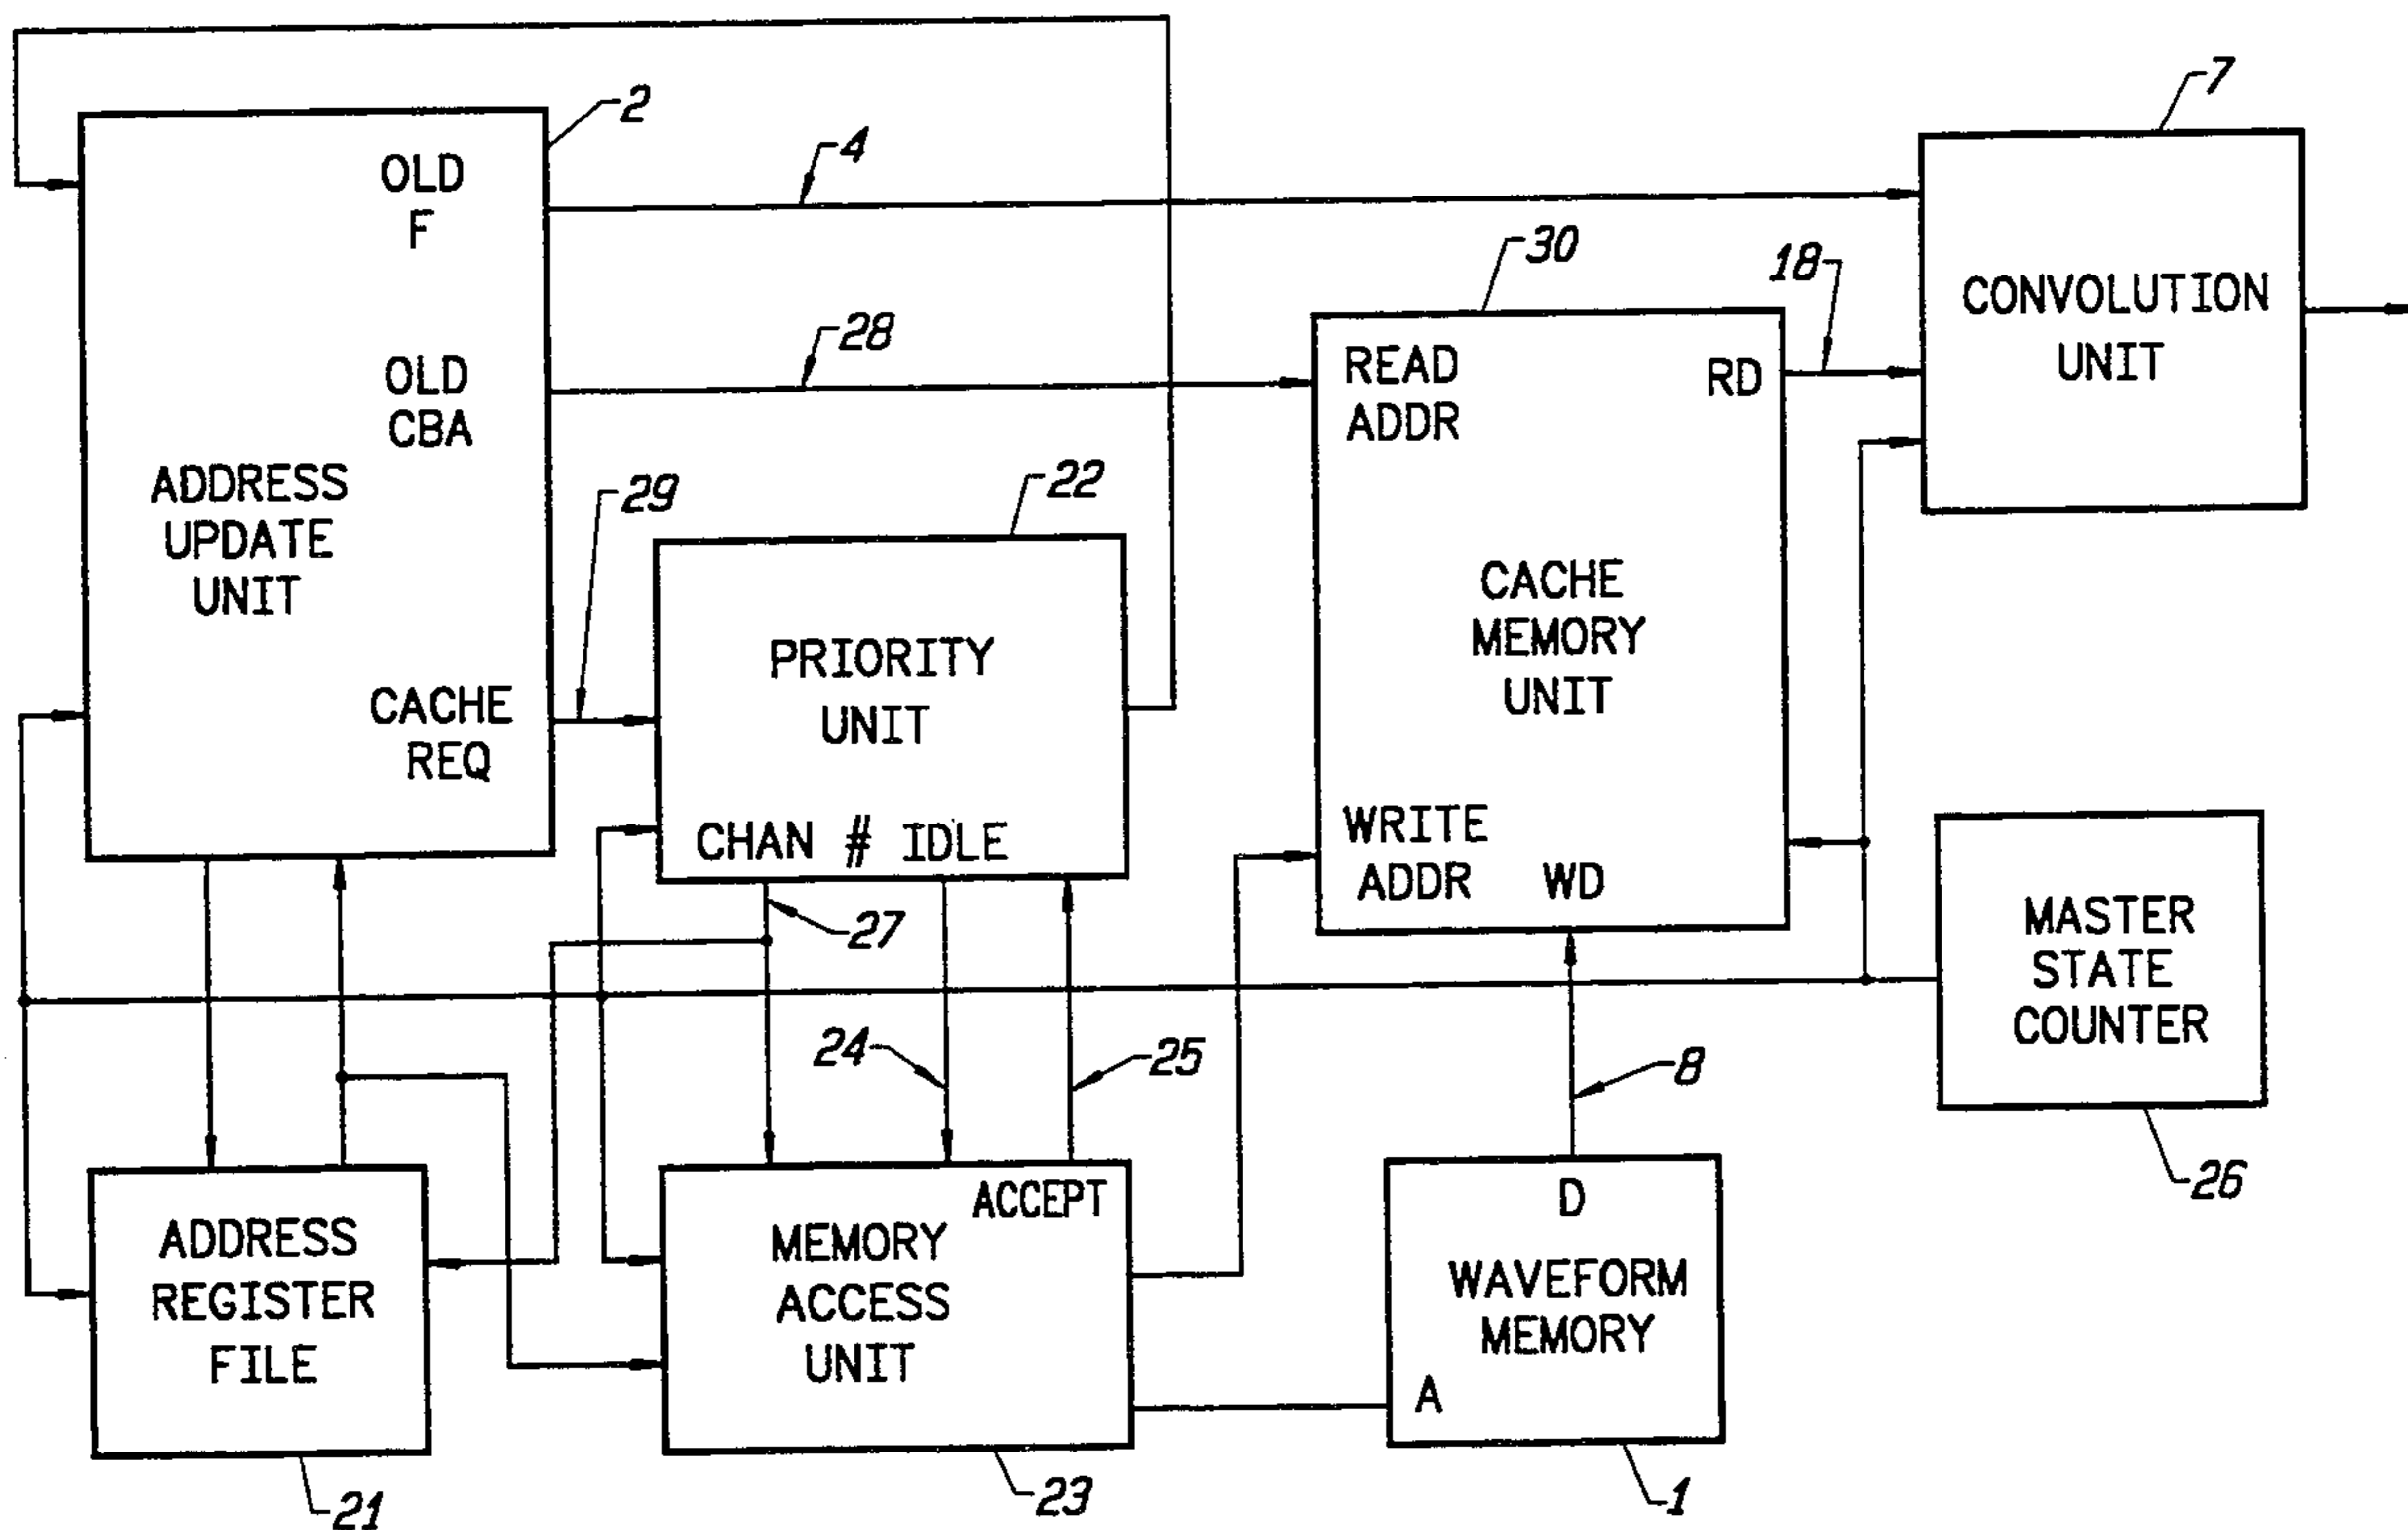 2
OLD
F
4
OLD
CBA
28
ADDRESS
UPDATE
UNIT
CACHE
REQ
29
22
PRIORITY
UNIT
CHAN # IDLE
27
30
READ
ADDR
RD
18
CACHE
MEMORY
UNIT
WRITE
ADDR
WD
7
CONVOLUTION
UNIT
MASTER
STATE
COUNTER
26
24
25
8
ADDRESS
REGISTER
FILE
21
ACCEPT
MEMORY
ACCESS
UNIT
23
D
WAVEFORM
MEMORY
A
1